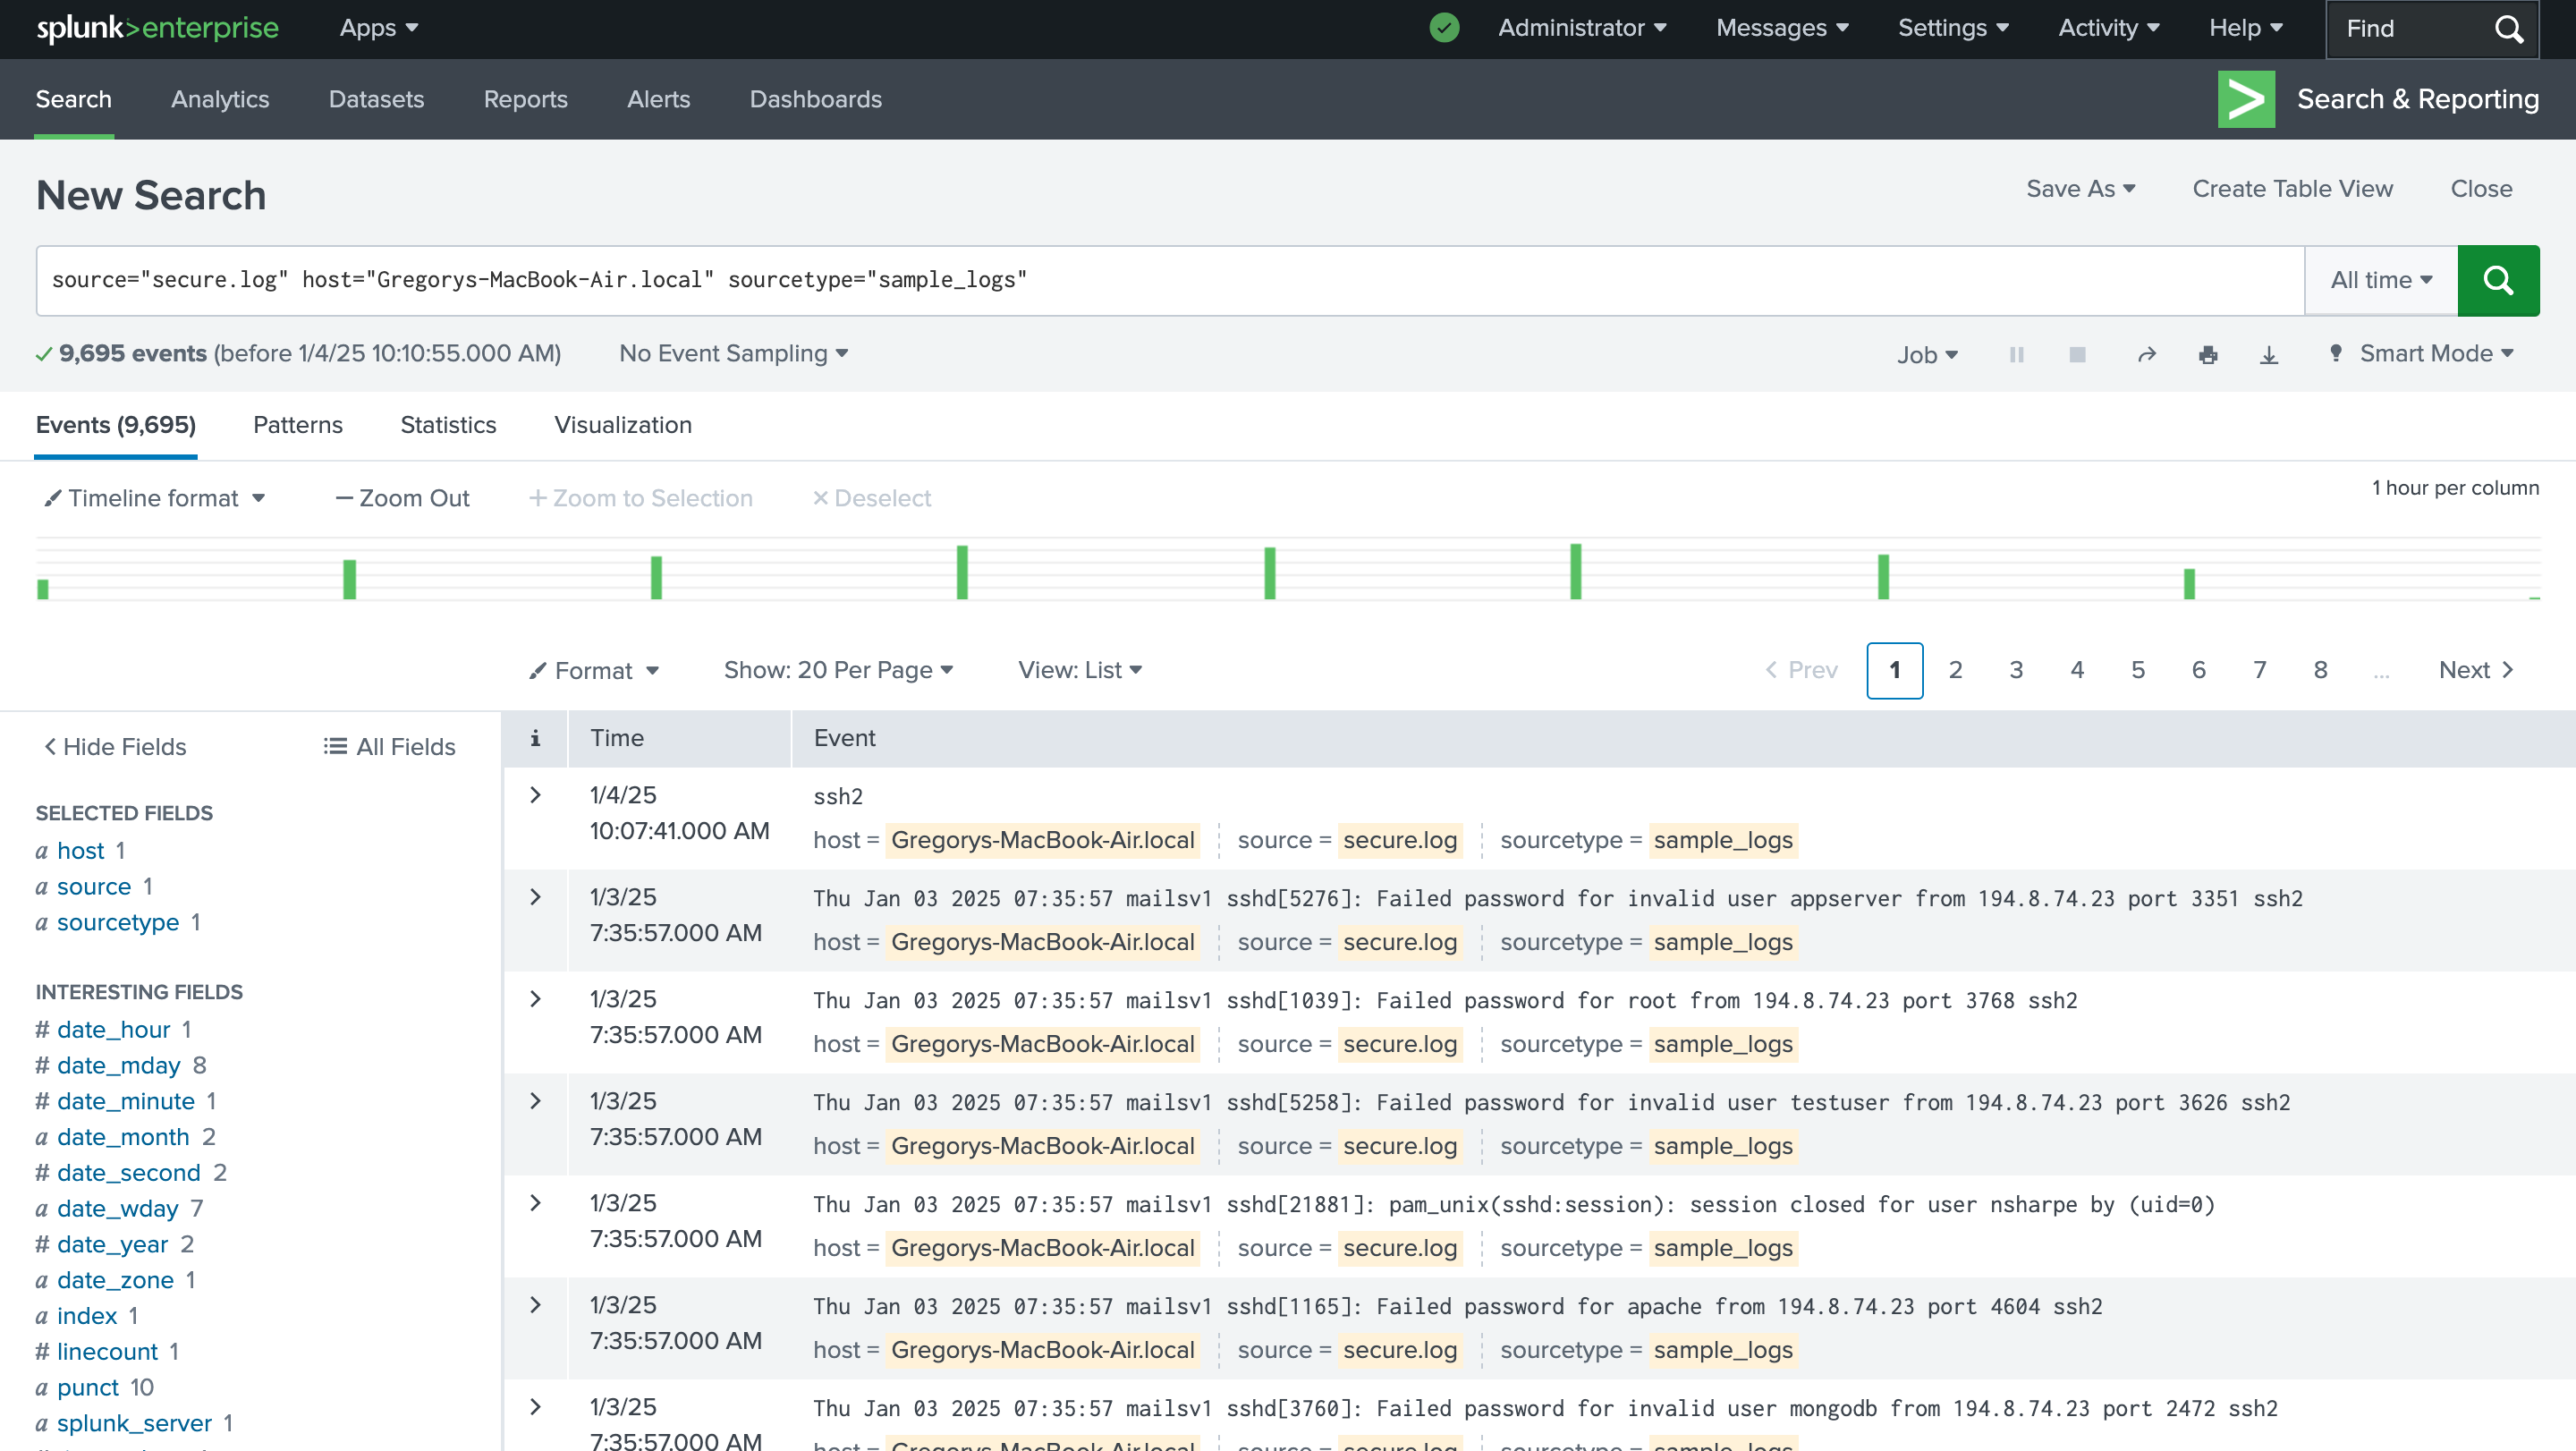 splunk>enterprise Apps Administrator Messages Settings Activity Help Find
Search Analytics Datasets Reports Alerts Dashboards Search & Reporting
New Search Save As Create Table View Close
source="secure.log" host="Gregorys-MacBook-Air.local" sourcetype="sample_logs" All time
9,695 events (before 1/4/25 10:10:55.000 AM) No Event Sampling Job Smart Mode
Events (9,695) Patterns Statistics Visualization
Timeline format — Zoom Out + Zoom to Selection × Deselect 1 hour per column
Format Show: 20 Per Page View: List < Prev 1 2 3 4 5 6 7 8 ... Next >
< Hide Fields All Fields
SELECTED FIELDS
a host 1
a source 1
a sourcetype 1
INTERESTING FIELDS
# date_hour 1
# date_mday 8
# date_minute 1
a date_month 2
# date_second 2
a date_wday 7
# date_year 2
a date_zone 1
a index 1
# linecount 1
a punct 10
a splunk_server 1
i Time Event
> 1/4/25 ssh2
10:07:41.000 AM host = Gregorys-MacBook-Air.local source = secure.log sourcetype = sample_logs
> 1/3/25 Thu Jan 03 2025 07:35:57 mailsv1 sshd[5276]: Failed password for invalid user appserver from 194.8.74.23 port 3351 ssh2
7:35:57.000 AM host = Gregorys-MacBook-Air.local source = secure.log sourcetype = sample_logs
> 1/3/25 Thu Jan 03 2025 07:35:57 mailsv1 sshd[1039]: Failed password for root from 194.8.74.23 port 3768 ssh2
7:35:57.000 AM host = Gregorys-MacBook-Air.local source = secure.log sourcetype = sample_logs
> 1/3/25 Thu Jan 03 2025 07:35:57 mailsv1 sshd[5258]: Failed password for invalid user testuser from 194.8.74.23 port 3626 ssh2
7:35:57.000 AM host = Gregorys-MacBook-Air.local source = secure.log sourcetype = sample_logs
> 1/3/25 Thu Jan 03 2025 07:35:57 mailsv1 sshd[21881]: pam_unix(sshd:session): session closed for user nsharpe by (uid=0)
7:35:57.000 AM host = Gregorys-MacBook-Air.local source = secure.log sourcetype = sample_logs
> 1/3/25 Thu Jan 03 2025 07:35:57 mailsv1 sshd[1165]: Failed password for apache from 194.8.74.23 port 4604 ssh2
7:35:57.000 AM host = Gregorys-MacBook-Air.local source = secure.log sourcetype = sample_logs
> 1/3/25 Thu Jan 03 2025 07:35:57 mailsv1 sshd[3760]: Failed password for invalid user mongodb from 194.8.74.23 port 2472 ssh2
7:35:57.000 AM host = Gregorys-MacBook-Air.local source = secure.log sourcetype = sample_logs